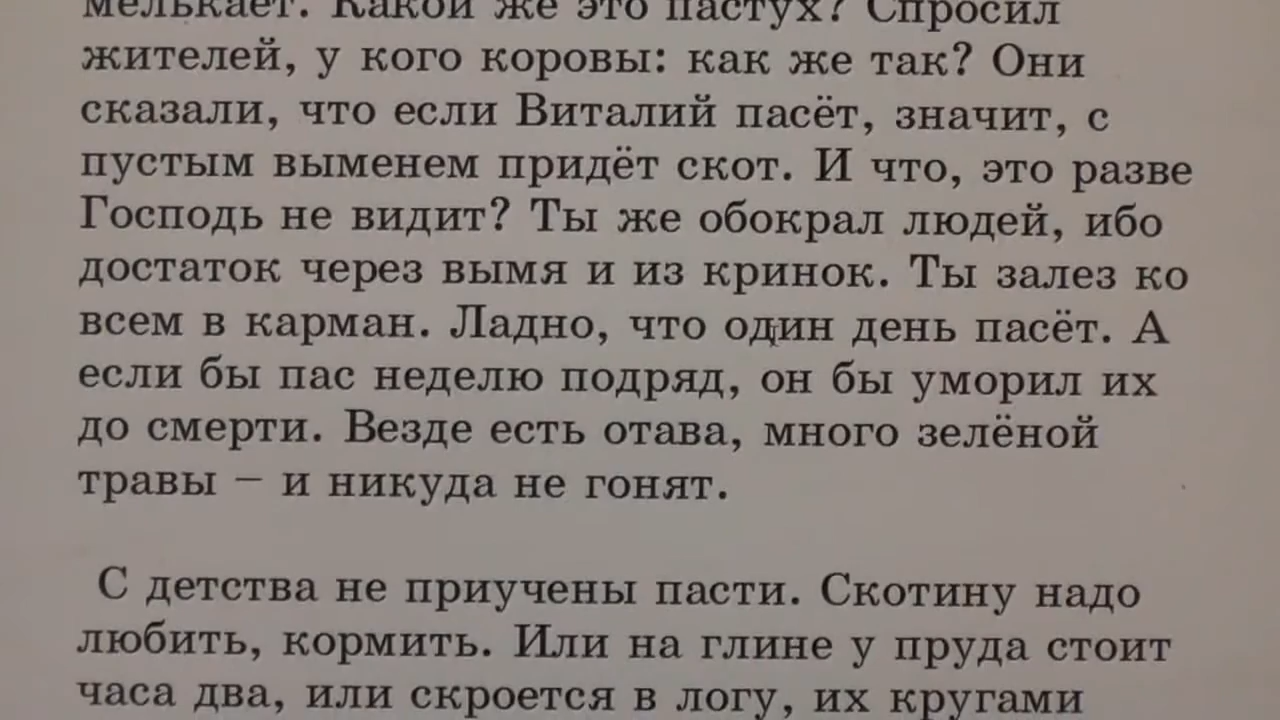 мелькает. Какой же это пастух? Спросил
жителей, у кого коровы: как же так? Они
сказали, что если Виталий пасёт, значит, с
пустым выменем придёт скот. И что, это разве
Господь не видит? Ты же обокрал людей, ибо
достаток через вымя и из кринок. Ты залез ко
всем в карман. Ладно, что один день пасёт. А
если бы пас неделю подряд, он бы уморил их
до смерти. Везде есть отава, много зелёной
травы – и никуда не гонят.
С детства не приучены пасти. Скотину надо
любить, кормить. Или на глине у пруда стоит
часа два, или скроется в логу, их кругами